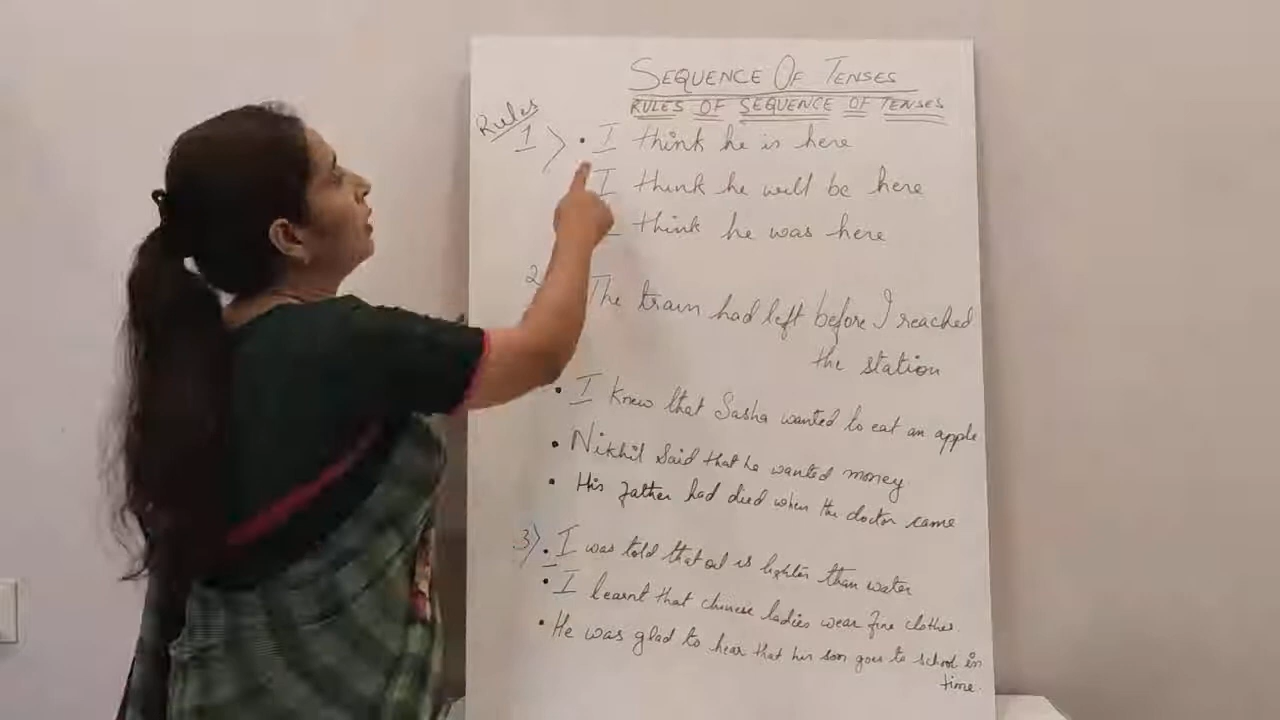 SEQUENCE OF TENSES
RULES OF SEQUENCE OF TENSES
Rules
1 > • I think he is here
I think he will be here
think he was here
2
The train had left before I reached
the station
• I knew that Sasha wanted to eat an apple
• Nikhil said that he wanted money
• His father had died when the doctor came
3> • I was told that oil is lighter than water
• I learnt that chinese ladies wear fine clothes.
• He was glad to hear that his son goes to school in
time.